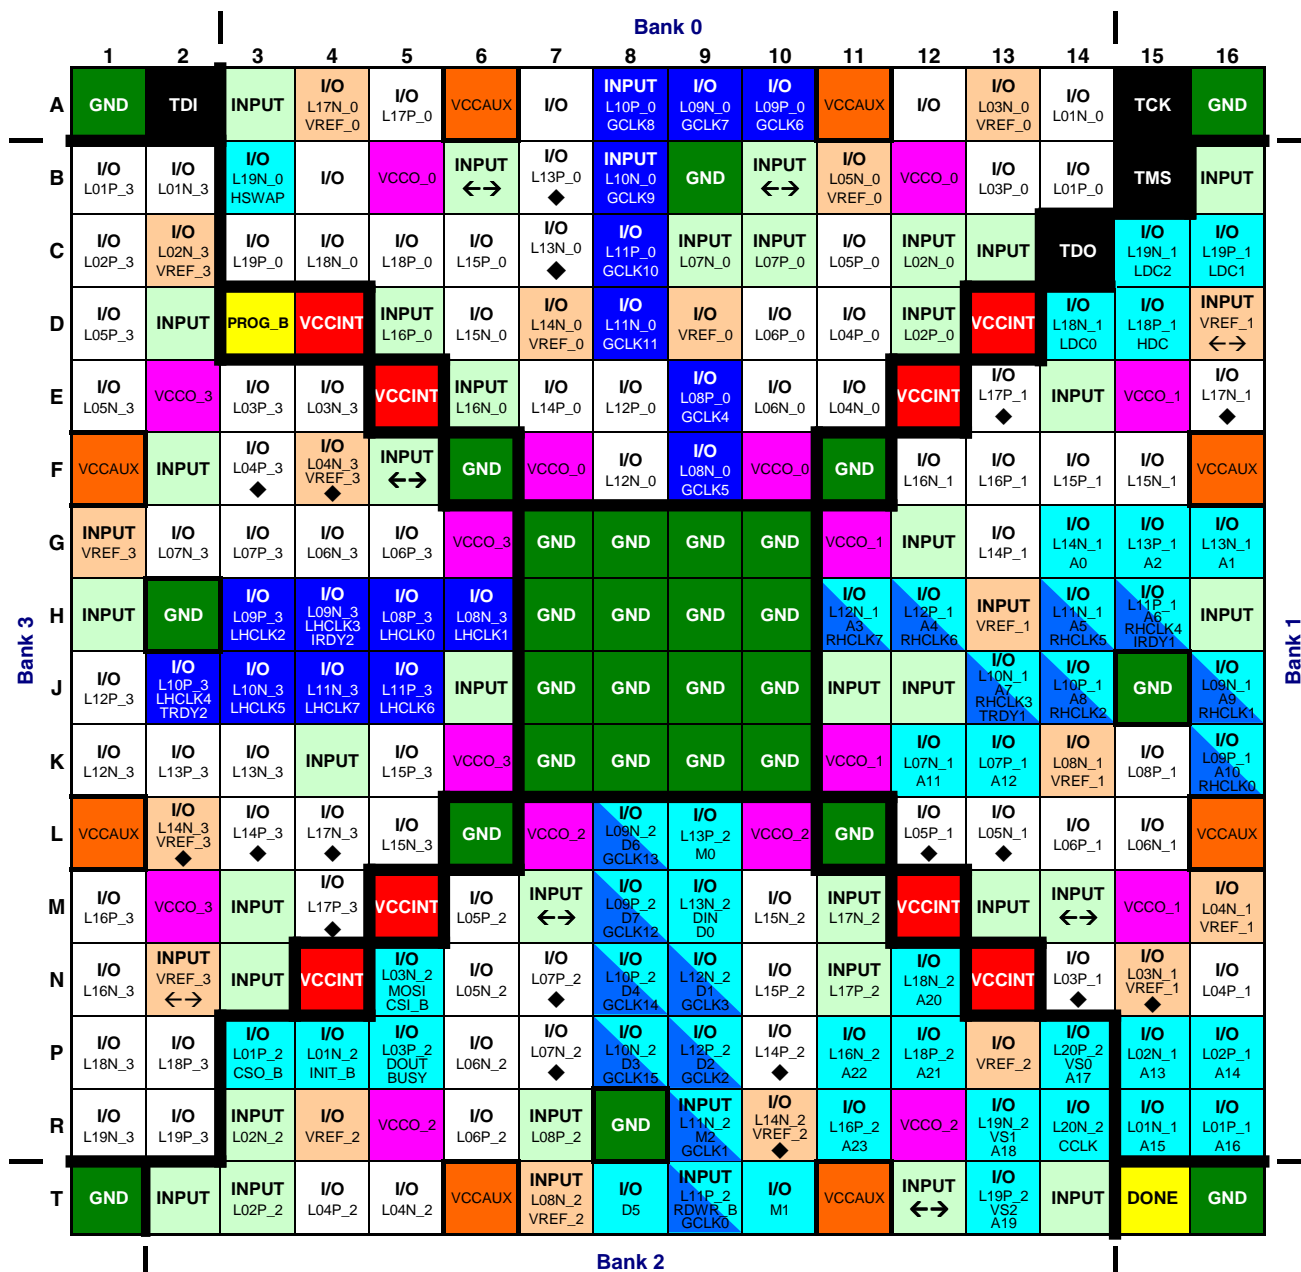 Bank 0
1 2 3 4 5 6 7 8 9 10 11 12 13 14 15 16
A
GND
TDI
INPUT
I/O
L17N_0
VREF_0
I/O
L17P_0
VCCAUX
I/O
INPUT
L10P_0
GCLK8
I/O
L09N_0
GCLK7
I/O
L09P_0
GCLK6
VCCAUX
I/O
I/O
L03N_0
VREF_0
I/O
L01N_0
TCK
GND
B
I/O
L01P_3
I/O
L01N_3
I/O
L19N_0
HSWAP
I/O
VCCO_0
INPUT
←→
I/O
L13P_0
◆
INPUT
L10N_0
GCLK9
GND
INPUT
←→
I/O
L05N_0
VREF_0
VCCO_0
I/O
L03P_0
I/O
L01P_0
TMS
INPUT
C
I/O
L02P_3
I/O
L02N_3
VREF_3
I/O
L19P_0
I/O
L18N_0
I/O
L18P_0
I/O
L15P_0
I/O
L13N_0
◆
I/O
L11P_0
GCLK10
INPUT
L07N_0
INPUT
L07P_0
I/O
L05P_0
INPUT
L02N_0
INPUT
TDO
I/O
L19N_1
LDC2
I/O
L19P_1
LDC1
D
I/O
L05P_3
INPUT
PROG_B
VCCINT
INPUT
L16P_0
I/O
L15N_0
I/O
L14N_0
VREF_0
I/O
L11N_0
GCLK11
I/O
VREF_0
I/O
L06P_0
I/O
L04P_0
INPUT
L02P_0
VCCINT
I/O
L18N_1
LDC0
I/O
L18P_1
HDC
INPUT
VREF_1
←→
E
I/O
L05N_3
VCCO_3
I/O
L03P_3
I/O
L03N_3
VCCINT
INPUT
L16N_0
I/O
L14P_0
I/O
L12P_0
I/O
L08P_0
GCLK4
I/O
L06N_0
I/O
L04N_0
VCCINT
I/O
L17P_1
◆
INPUT
VCCO_1
I/O
L17N_1
◆
F
VCCAUX
INPUT
I/O
L04P_3
◆
I/O
L04N_3
VREF_3
◆
INPUT
←→
GND
VCCO_0
I/O
L12N_0
I/O
L08N_0
GCLK5
VCCO_0
GND
I/O
L16N_1
I/O
L16P_1
I/O
L15P_1
I/O
L15N_1
VCCAUX
G
INPUT
VREF_3
I/O
L07N_3
I/O
L07P_3
I/O
L06N_3
I/O
L06P_3
VCCO_3
GND
GND
GND
GND
VCCO_1
INPUT
I/O
L14P_1
I/O
L14N_1
A0
I/O
L13P_1
A2
I/O
L13N_1
A1
Bank 3
H
INPUT
GND
I/O
L09P_3
LHCLK2
I/O
L09N_3
LHCLK3
IRDY2
I/O
L08P_3
LHCLK0
I/O
L08N_3
LHCLK1
GND
GND
GND
GND
I/O
L12N_1
A3
RHCLK7
I/O
L12P_1
A4
RHCLK6
INPUT
VREF_1
I/O
L11N_1
A5
RHCLK5
I/O
L11P_1
A6
RHCLK4
IRDY1
INPUT
Bank 1
J
I/O
L12P_3
I/O
L10P_3
LHCLK4
TRDY2
I/O
L10N_3
LHCLK5
I/O
L11N_3
LHCLK7
I/O
L11P_3
LHCLK6
INPUT
GND
GND
GND
GND
INPUT
INPUT
I/O
L10N_1
A7
RHCLK3
TRDY1
I/O
L10P_1
A8
RHCLK2
GND
I/O
L09N_1
A9
RHCLK1
K
I/O
L12N_3
I/O
L13P_3
I/O
L13N_3
INPUT
I/O
L15P_3
VCCO_3
GND
GND
GND
GND
VCCO_1
I/O
L07N_1
A11
I/O
L07P_1
A12
I/O
L08N_1
VREF_1
I/O
L08P_1
I/O
L09P_1
A10
RHCLK0
L
VCCAUX
I/O
L14N_3
VREF_3
◆
I/O
L14P_3
◆
I/O
L17N_3
◆
I/O
L15N_3
GND
VCCO_2
I/O
L09N_2
D6
GCLK13
I/O
L13P_2
M0
VCCO_2
GND
I/O
L05P_1
◆
I/O
L05N_1
◆
I/O
L06P_1
I/O
L06N_1
VCCAUX
M
I/O
L16P_3
VCCO_3
INPUT
I/O
L17P_3
◆
VCCINT
I/O
L05P_2
INPUT
←→
I/O
L09P_2
D7
GCLK12
I/O
L13N_2
DIN
D0
I/O
L15N_2
INPUT
L17N_2
VCCINT
INPUT
INPUT
←→
VCCO_1
I/O
L04N_1
VREF_1
N
I/O
L16N_3
INPUT
VREF_3
←→
INPUT
VCCINT
I/O
L03N_2
MOSI
CSI_B
I/O
L05N_2
I/O
L07P_2
◆
I/O
L10P_2
D4
GCLK14
I/O
L12N_2
D1
GCLK3
I/O
L15P_2
INPUT
L17P_2
I/O
L18N_2
A20
VCCINT
I/O
L03P_1
◆
I/O
L03N_1
VREF_1
◆
I/O
L04P_1
P
I/O
L18N_3
I/O
L18P_3
I/O
L01P_2
CSO_B
I/O
L01N_2
INIT_B
I/O
L03P_2
DOUT
BUSY
I/O
L06N_2
I/O
L07N_2
◆
I/O
L10N_2
D3
GCLK15
I/O
L12P_2
D2
GCLK2
I/O
L14P_2
◆
I/O
L16N_2
A22
I/O
L18P_2
A21
I/O
VREF_2
I/O
L20P_2
VS0
A17
I/O
L02N_1
A13
I/O
L02P_1
A14
R
I/O
L19N_3
I/O
L19P_3
INPUT
L02N_2
I/O
VREF_2
VCCO_2
I/O
L06P_2
INPUT
L08P_2
GND
INPUT
L11N_2
M2
GCLK1
I/O
L14N_2
VREF_2
◆
I/O
L16P_2
A23
VCCO_2
I/O
L19N_2
VS1
A18
I/O
L20N_2
CCLK
I/O
L01N_1
A15
I/O
L01P_1
A16
T
GND
INPUT
INPUT
L02P_2
I/O
L04P_2
I/O
L04N_2
VCCAUX
INPUT
L08N_2
VREF_2
I/O
D5
INPUT
L11P_2
RDWR_B
GCLK0
I/O
M1
VCCAUX
INPUT
←→
I/O
L19P_2
VS2
A19
INPUT
DONE
GND
Bank 2